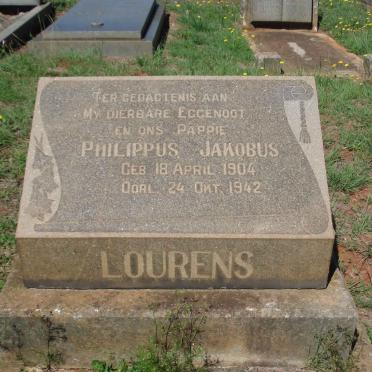 TER GEDAGTENIS AAN
MY DIERBARE EGGENOOT
EN ONS PAPPIE
PHILIPPUS JAKOBUS
GEB 18 APRIL 1904
OORL. 24 OKT. 1942
LOURENS